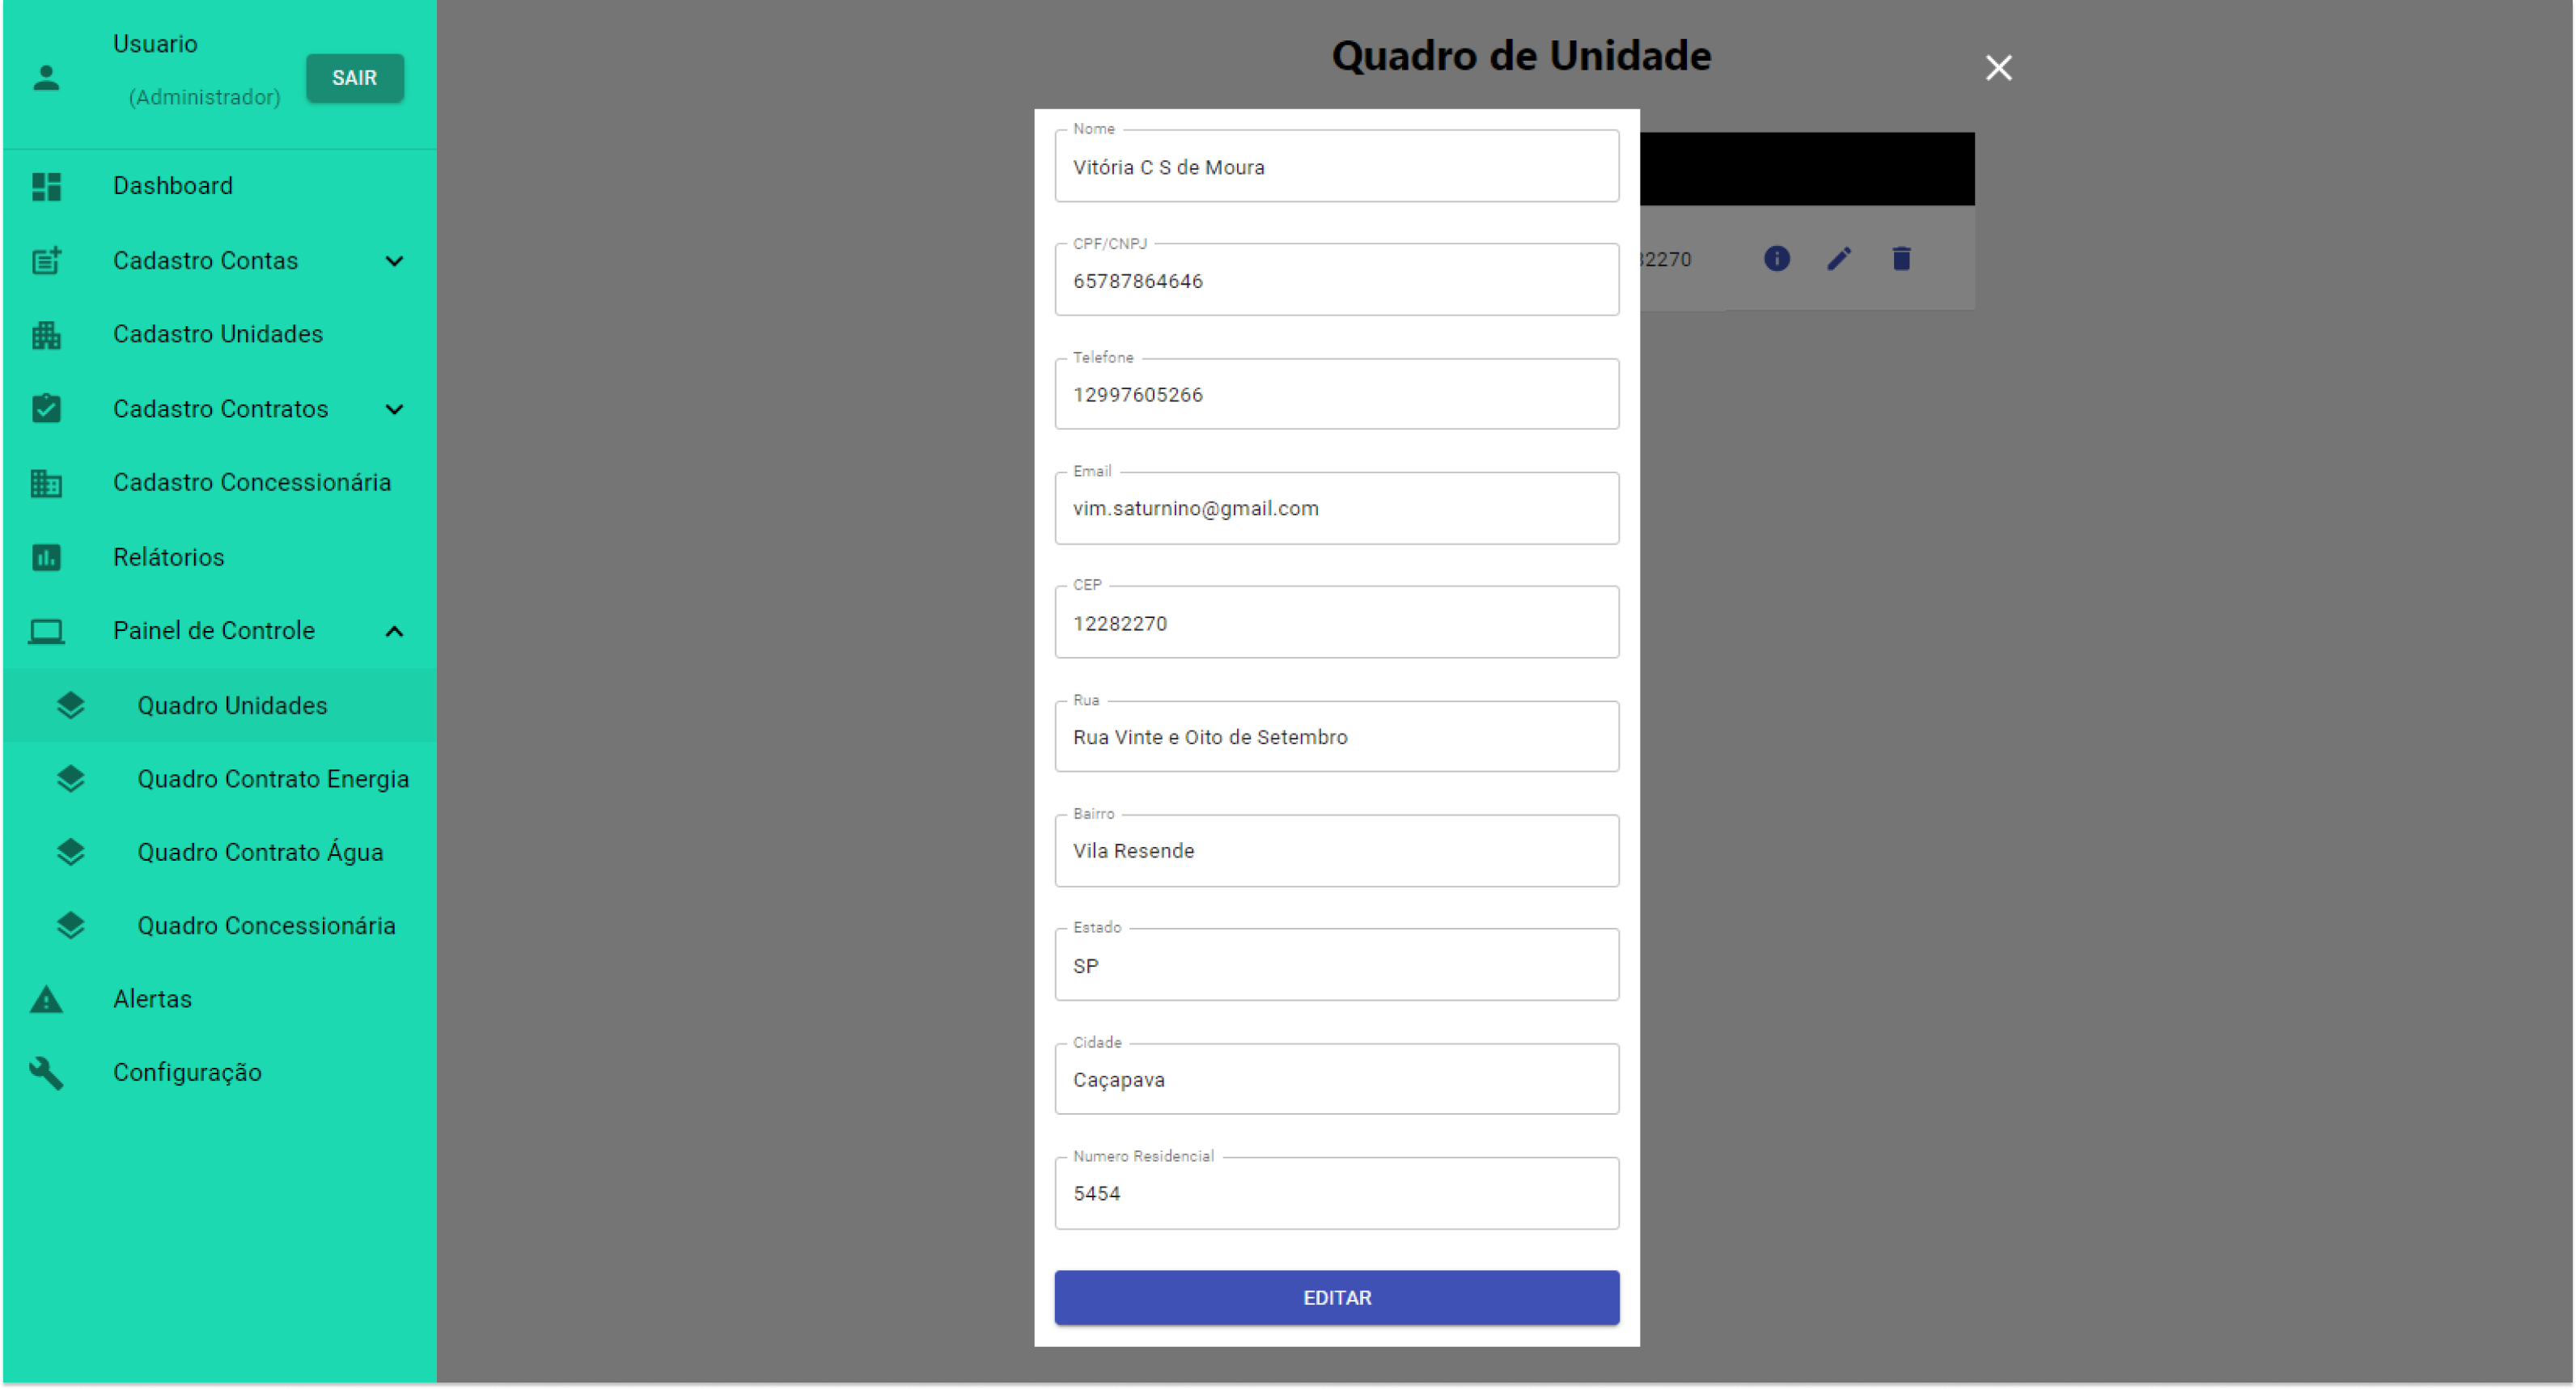 Usuario
(Administrador)
SAIR
Dashboard
Cadastro Contas
Cadastro Unidades
Cadastro Contratos
Cadastro Concessionária
Relátorios
Painel de Controle
Quadro Unidades
Quadro Contrato Energia
Quadro Contrato Água
Quadro Concessionária
Alertas
Configuração
Quadro de Unidade
Nome
Vitória C S de Moura
CPF/CNPJ
65787864646
Telefone
12997605266
Email
vim.saturnino@gmail.com
CEP
12282270
Rua
Rua Vinte e Oito de Setembro
Bairro
Vila Resende
Estado
SP
Cidade
Caçapava
Numero Residencial
5454
EDITAR